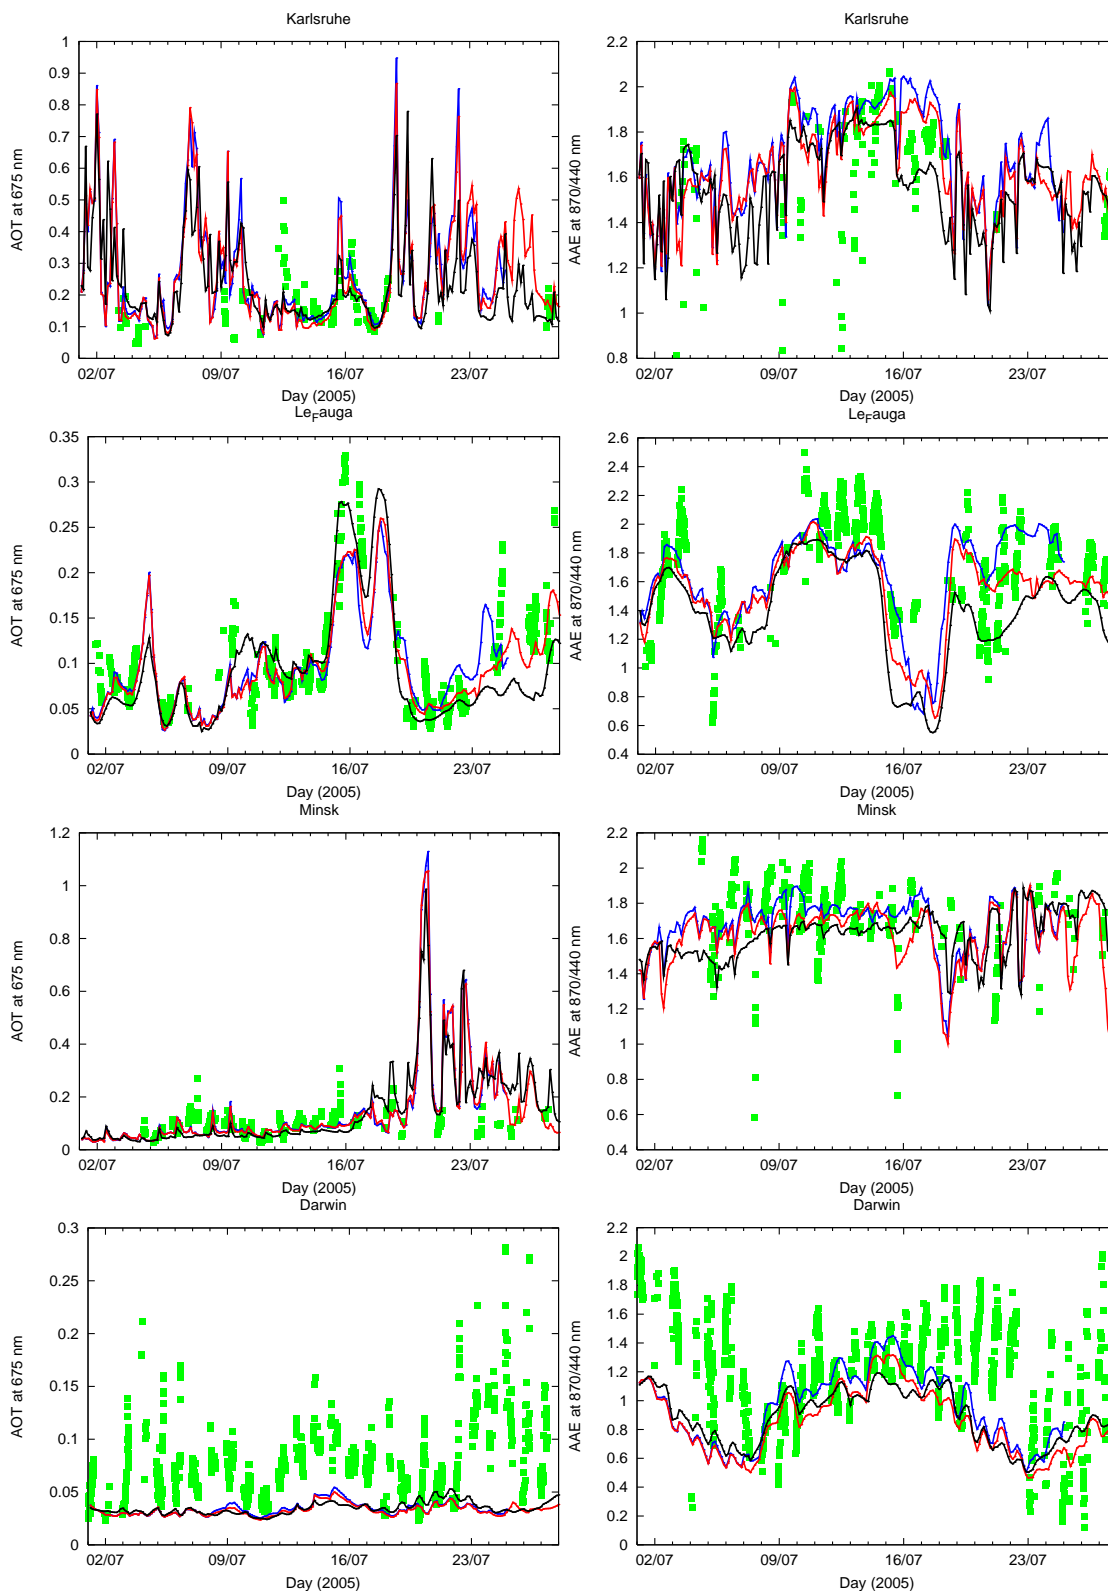 Karlsruhe
AOT at 675 nm
1
0.9
0.8
0.7
0.6
0.5
0.4
0.3
0.2
0.1
0
02/07 09/07 16/07 23/07
Day (2005)
Karlsruhe
AAE at 870/440 nm
2.2
2
1.8
1.6
1.4
1.2
1
0.8
02/07 09/07 16/07 23/07
Day (2005)
LeFauga
AOT at 675 nm
0.35
0.3
0.25
0.2
0.15
0.1
0.05
0
02/07 09/07 16/07 23/07
Day (2005)
LeFauga
AAE at 870/440 nm
2.6
2.4
2.2
2
1.8
1.6
1.4
1.2
1
0.8
0.6
0.4
02/07 09/07 16/07 23/07
Day (2005)
Minsk
AOT at 675 nm
1.2
1
0.8
0.6
0.4
0.2
0
02/07 09/07 16/07 23/07
Day (2005)
Minsk
AAE at 870/440 nm
2.2
2
1.8
1.6
1.4
1.2
1
0.8
0.6
0.4
02/07 09/07 16/07 23/07
Day (2005)
Darwin
AOT at 675 nm
0.3
0.25
0.2
0.15
0.1
0.05
0
02/07 09/07 16/07 23/07
Day (2005)
Darwin
AAE at 870/440 nm
2.2
2
1.8
1.6
1.4
1.2
1
0.8
0.6
0.4
0.2
0
02/07 09/07 16/07 23/07
Day (2005)